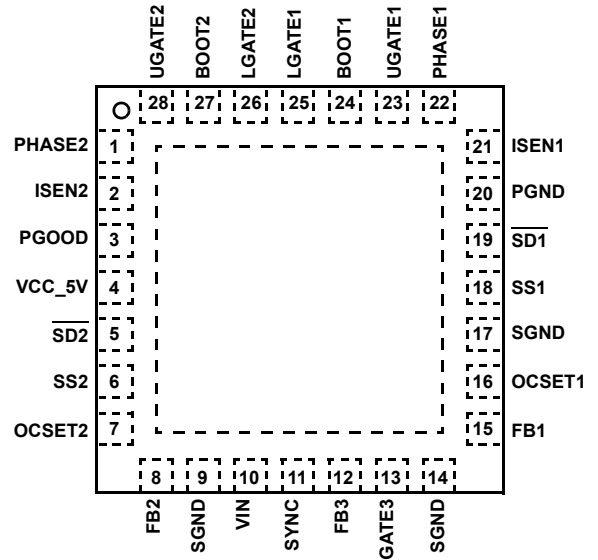 UGATE2 BOOT2 LGATE2 LGATE1 BOOT1 UGATE1 PHASE1
28 27 26 25 24 23 22
PHASE2 1 21 ISEN1
ISEN2 2 20 PGND
PGOOD 3 19 SD1
VCC_5V 4 18 SS1
SD2 5 17 SGND
SS2 6 16 OCSET1
OCSET2 7 15 FB1
8 9 10 11 12 13 14
FB2 SGND VIN SYNC FB3 GATE3 SGND